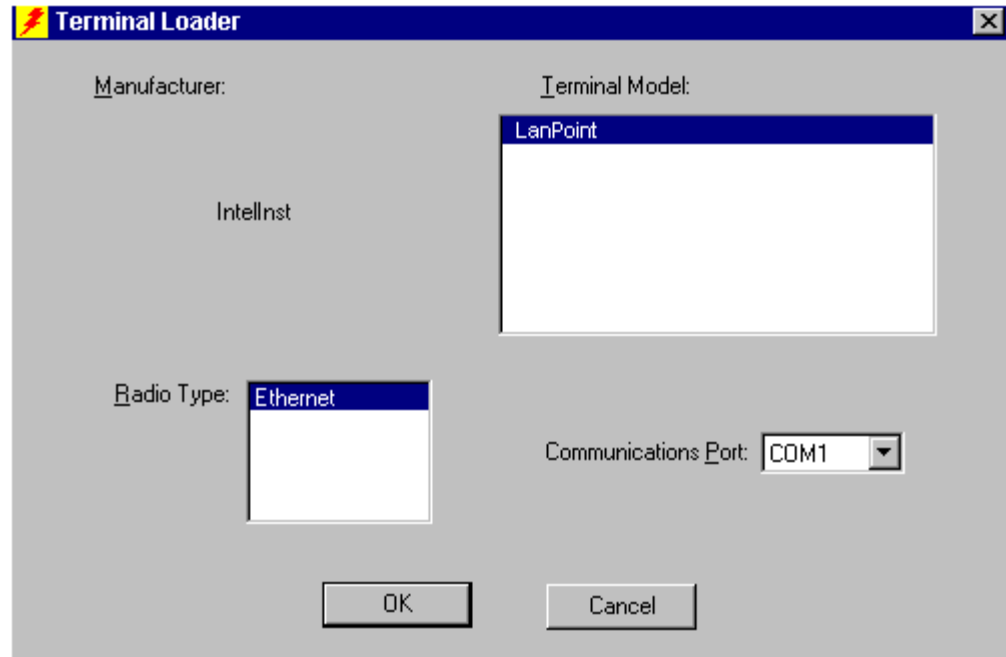 Terminal Loader
Manufacturer:
Terminal Model:
LanPoint
IntelInst
Radio Type:
Ethernet
Communications Port:
COM1
OK
Cancel